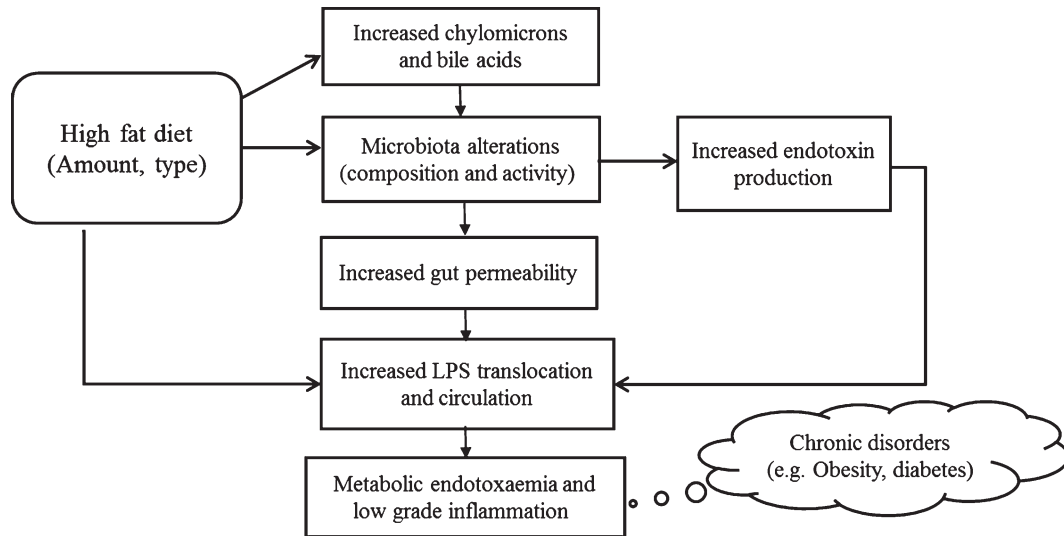 Increased chylomicrons
and bile acids
High fat diet
(Amount, type)
Microbiota alterations
(composition and activity)
Increased endotoxin
production
Increased gut permeability
Increased LPS translocation
and circulation
Chronic disorders
(e.g. Obesity, diabetes)
Metabolic endotoxaemia and
low grade inflammation